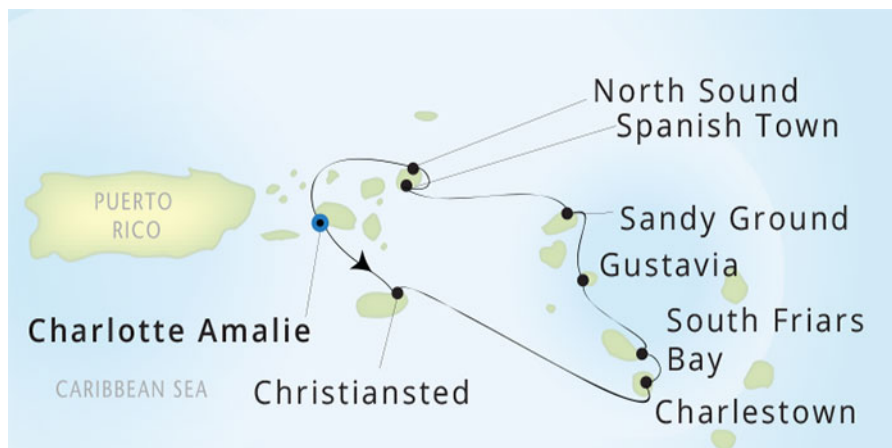 North Sound
Spanish Town
PUERTO
RICO
Sandy Ground
Gustavia
South Friars
Bay
Charlotte Amalie
CARIBBEAN SEA
Christiansted
Charlestown